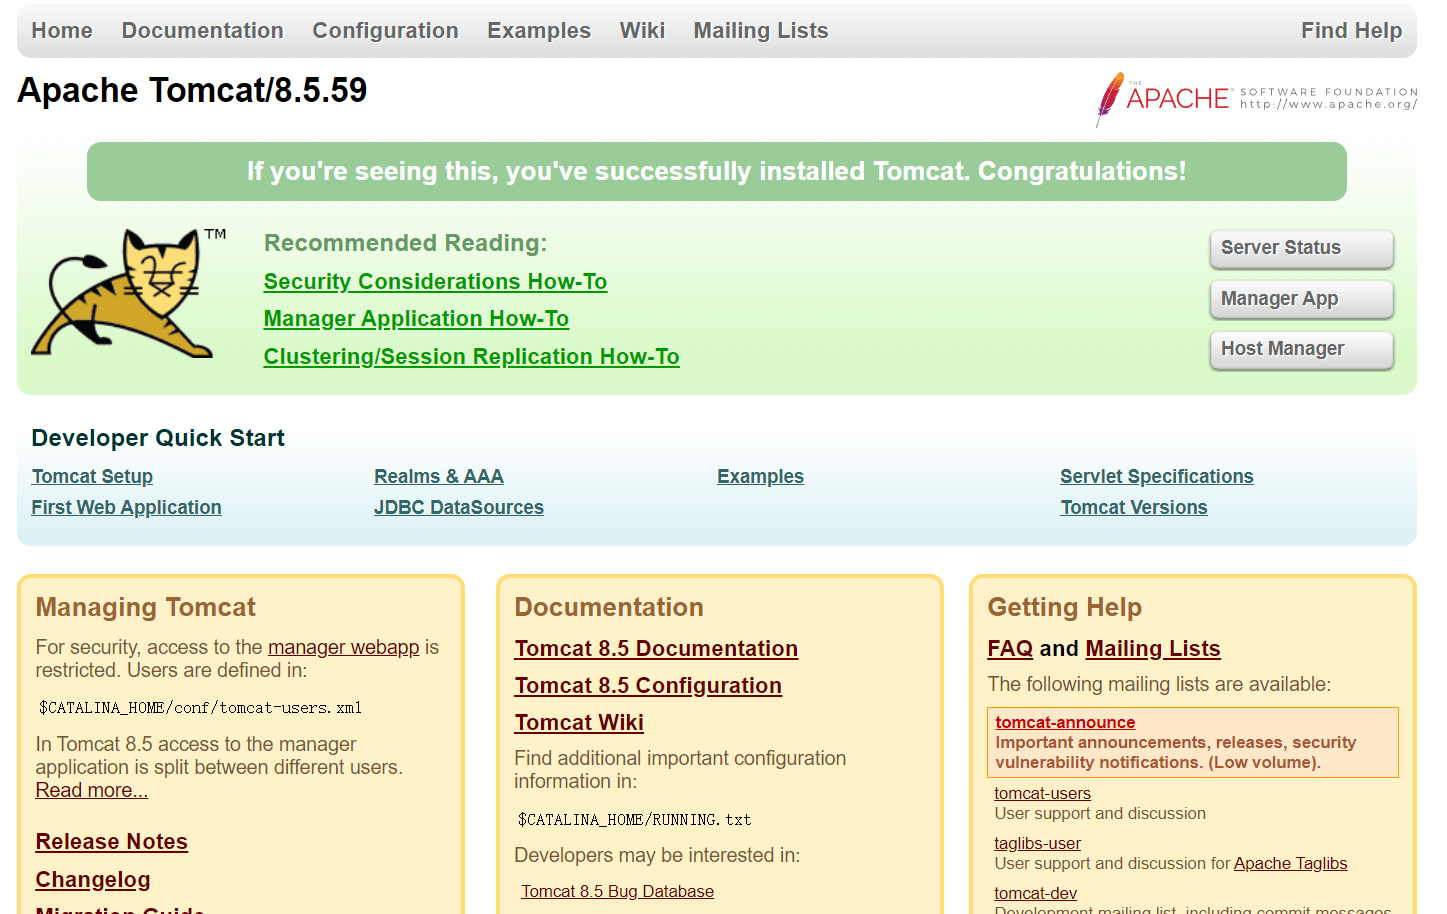 Home Documentation Configuration Examples Wiki Mailing Lists Find Help
Apache Tomcat/8.5.59
THE APACHE SOFTWARE FOUNDATION
http://www.apache.org/
If you're seeing this, you've successfully installed Tomcat. Congratulations!
TM
Recommended Reading:
Security Considerations How-To
Manager Application How-To
Clustering/Session Replication How-To
Server Status
Manager App
Host Manager
Developer Quick Start
Tomcat Setup
First Web Application
Realms & AAA
JDBC DataSources
Examples
Servlet Specifications
Tomcat Versions
Managing Tomcat
For security, access to the manager webapp is
restricted. Users are defined in:
$CATALINA_HOME/conf/tomcat-users.xml
In Tomcat 8.5 access to the manager
application is split between different users.
Read more...
Release Notes
Changelog
Migration Guide
Documentation
Tomcat 8.5 Documentation
Tomcat 8.5 Configuration
Tomcat Wiki
Find additional important configuration
information in:
$CATALINA_HOME/RUNNING.txt
Developers may be interested in:
Tomcat 8.5 Bug Database
Getting Help
FAQ and Mailing Lists
The following mailing lists are available:
tomcat-announce
Important announcements, releases, security
vulnerability notifications. (Low volume).
tomcat-users
User support and discussion
taglibs-user
User support and discussion for Apache Taglibs
tomcat-dev
Development mailing list, including commit messages